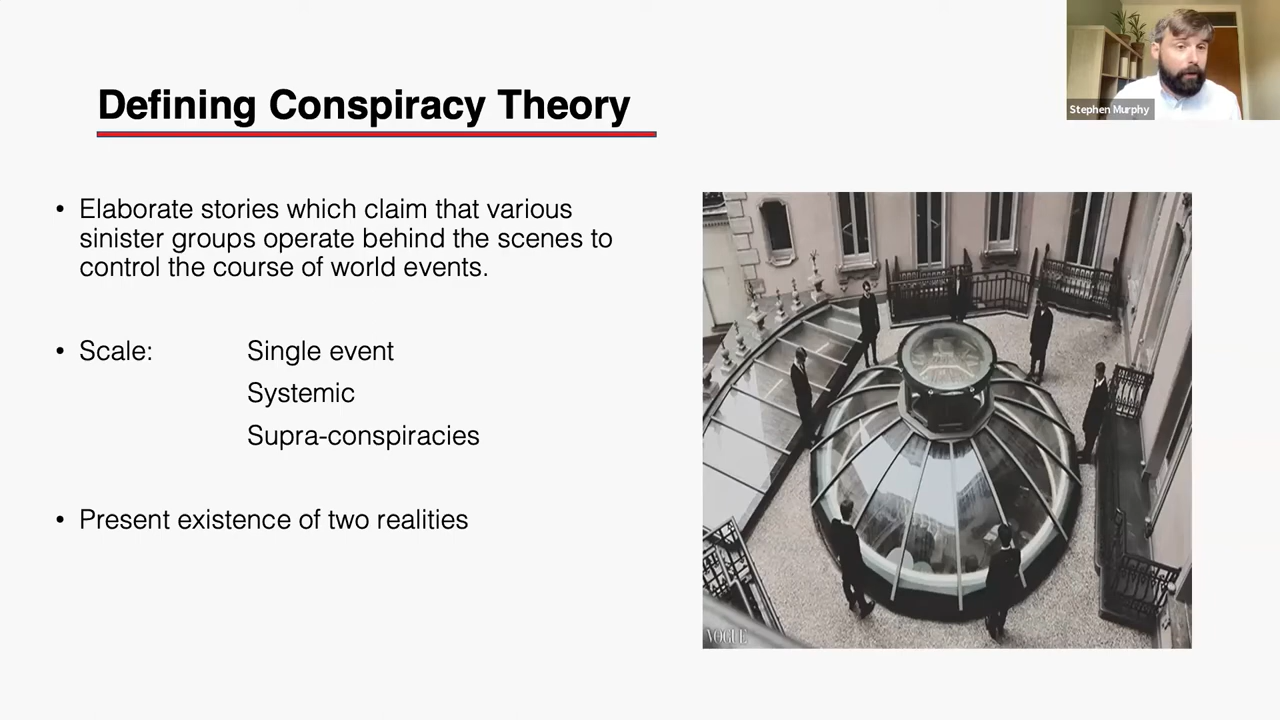 Stephen Murphy
Defining Conspiracy Theory
• Elaborate stories which claim that various
sinister groups operate behind the scenes to
control the course of world events.
• Scale: Single event
Systemic
Supra-conspiracies
• Present existence of two realities
VOGUE